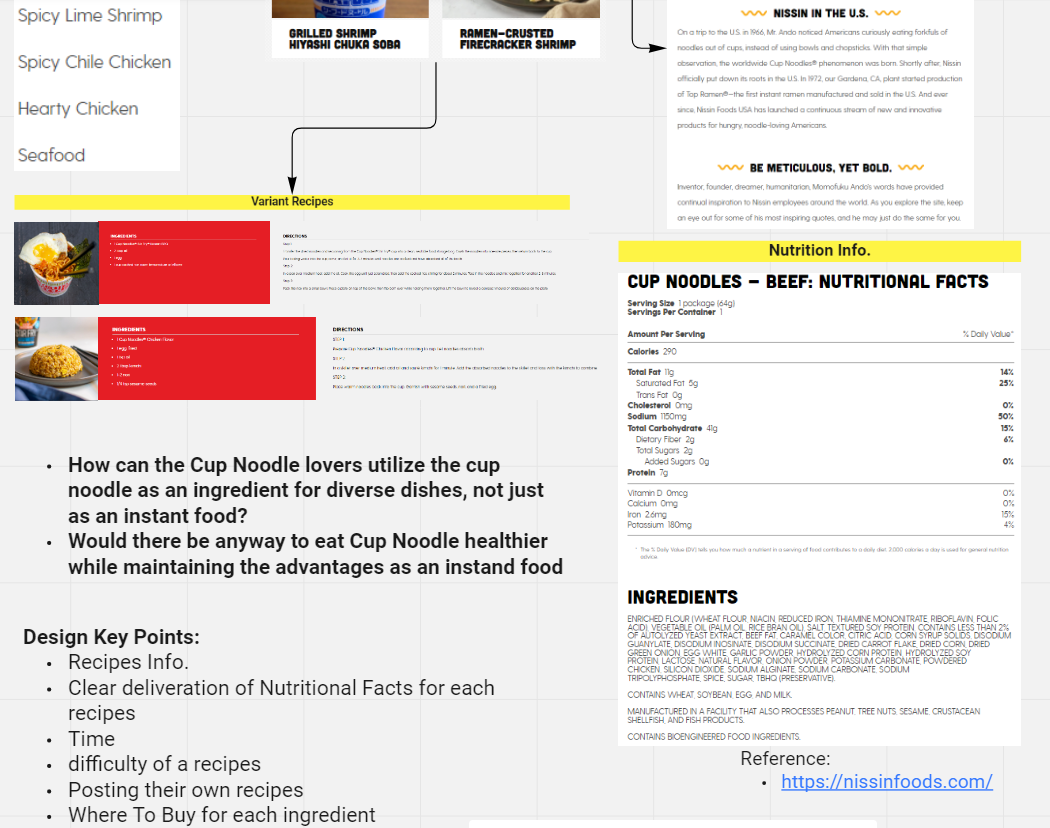 Spicy Lime Shrimp
Spicy Chile Chicken
Hearty Chicken
Seafood
GRILLED SHRIMP
HIYASHI CHUKA SOBA
RAMEN-CRUSTED
FIRECRACKER SHRIMP
NISSIN IN THE U.S.
On a trip to the U.S. in 1966, Mr. Ando noticed Americans curiously eating forkfuls of
noodles out of cups, instead of using bowls and chopsticks. With that simple
observation, the worldwide Cup Noodles® phenomenon was born. Shortly after, Nissin
officially put down its roots in the U.S. In 1972, our Gardena, CA, plant started production
of Top Ramen®—the first instant ramen manufactured and sold in the U.S. And ever
since, Nissin Foods USA has launched a continuous stream of new and innovative
products for hungry, noodle-loving Americans.
BE METICULOUS, YET BOLD.
Inventor, founder, dreamer, humanitarian, Momofuku Ando's words have provided
continual inspiration to Nissin employees around the world. As you explore the site, keep
an eye out for some of his most inspiring quotes, and he may just do the same for you.
Variant Recipes
INGREDIENTS
DIRECTIONS
INGREDIENTS
• 1 Cup Noodles® Chicken Flavor
DIRECTIONS
STEP 1
STEP 2
STEP 3
• How can the Cup Noodle lovers utilize the cup
noodle as an ingredient for diverse dishes, not just
as an instant food?
• Would there be anyway to eat Cup Noodle healthier
while maintaining the advantages as an instand food
Design Key Points:
• Recipes Info.
• Clear deliveration of Nutritional Facts for each
recipes
• Time
• difficulty of a recipes
• Posting their own recipes
• Where To Buy for each ingredient
Nutrition Info.
CUP NOODLES – BEEF: NUTRITIONAL FACTS
Serving Size 1 package (64g)
Servings Per Container 1
Amount Per Serving % Daily Value*
Calories 290
Total Fat 11g 14%
Saturated Fat 5g 25%
Trans Fat 0g
Cholesterol 0mg 0%
Sodium 1150mg 50%
Total Carbohydrate 41g 15%
Dietary Fiber 2g 6%
Total Sugars 2g
Added Sugars 0g 0%
Protein 7g
Vitamin D 0mcg 0%
Calcium 0mg 0%
Iron 2.6mg 15%
Potassium 180mg 4%
* The % Daily Value (DV) tells you how much a nutrient in a serving of food contributes to a daily diet. 2,000 calories a day is used for general nutrition
advice.
INGREDIENTS
ENRICHED FLOUR (WHEAT FLOUR, NIACIN, REDUCED IRON, THIAMINE MONONITRATE, RIBOFLAVIN, FOLIC
ACID), VEGETABLE OIL (PALM OIL, RICE BRAN OIL), SALT, TEXTURED SOY PROTEIN, CONTAINS LESS THAN 2%
OF AUTOLYZED YEAST EXTRACT, BEEF FAT, CARAMEL COLOR, CITRIC ACID, CORN SYRUP SOLIDS, DISODIUM
GUANYLATE, DISODIUM INOSINATE, DISODIUM SUCCINATE, DRIED CARROT FLAKE, DRIED CORN, DRIED
GREEN ONION, EGG WHITE, GARLIC POWDER, HYDROLYZED CORN PROTEIN, HYDROLYZED SOY
PROTEIN, LACTOSE, NATURAL FLAVOR, ONION POWDER, POTASSIUM CARBONATE, POWDERED
CHICKEN, SILICON DIOXIDE, SODIUM ALGINATE, SODIUM CARBONATE, SODIUM
TRIPOLYPHOSPHATE, SPICE, SUGAR, TBHQ (PRESERVATIVE).
CONTAINS WHEAT, SOYBEAN, EGG, AND MILK.
MANUFACTURED IN A FACILITY THAT ALSO PROCESSES PEANUT, TREE NUTS, SESAME, CRUSTACEAN
SHELLFISH, AND FISH PRODUCTS.
CONTAINS BIOENGINEERED FOOD INGREDIENTS.
Reference:
• https://nissinfoods.com/